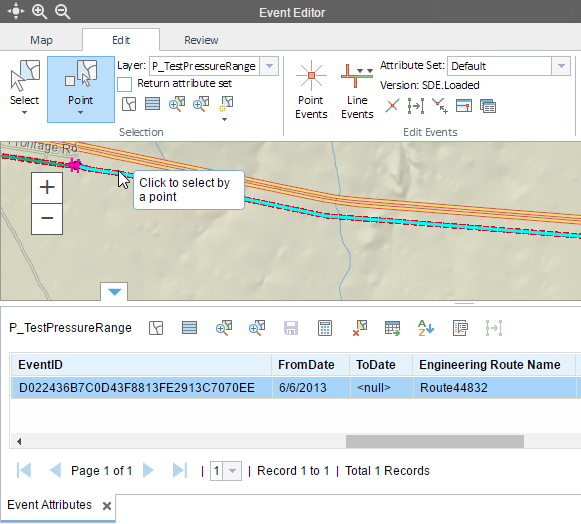 Event Editor
Map Edit Review
Layer: P_TestPressureRange
Return attribute set
Select
Point
Selection
Point Events
Line Events
Attribute Set: Default
Version: SDE.Loaded
Edit Events
Frontage Rd
Click to select by
a point
+
−
P_TestPressureRange
EventID FromDate ToDate Engineering Route Name
D022436B7C0D43F8813FE2913C7070EE 6/6/2013 <null> Route44832
Page 1 of 1 | 1 | Record 1 to 1 | Total 1 Records
Event Attributes